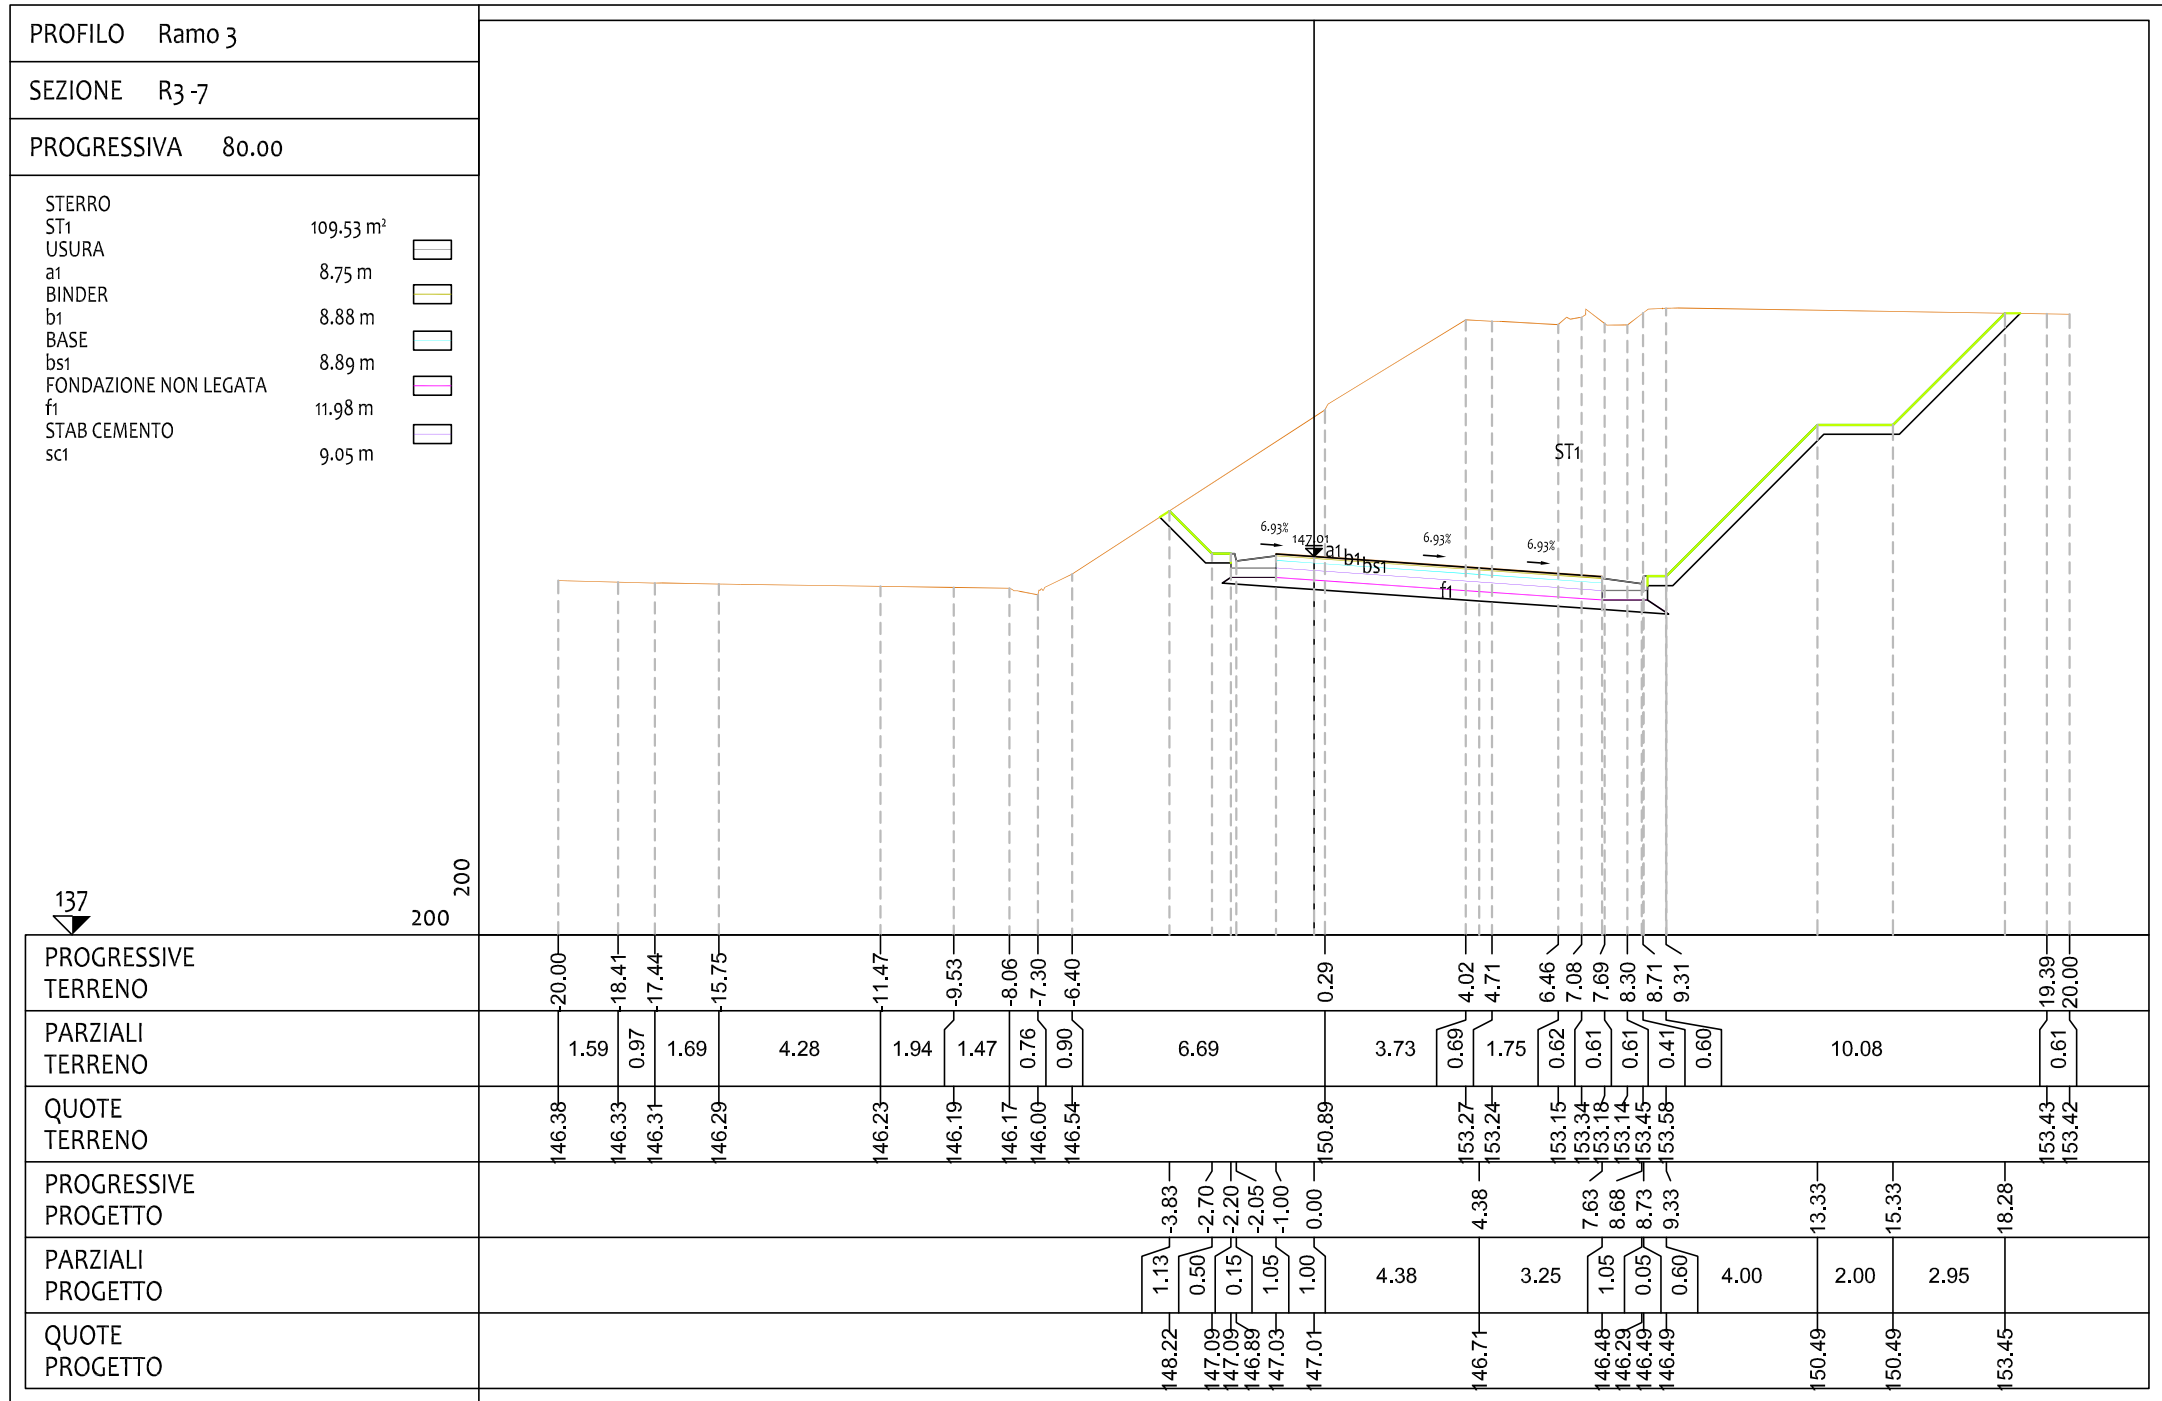 PROFILO Ramo 3
SEZIONE R3 -7
PROGRESSIVA 80.00
STERRO
ST1 109.53 m²
USURA
a1 8.75 m
BINDER
b1 8.88 m
BASE
bs1 8.89 m
FONDAZIONE NON LEGATA
f1 11.98 m
STAB CEMENTO
sc1 9.05 m
ST1
6.93% 147.01 6.93% 6.93%
a1 b1 bs1
f1
200
137
200
PROGRESSIVE TERRENO
-20.00 -18.41 -17.44 -15.75 -11.47 -9.53 -8.06 -7.30 -6.40 0.29 4.02 4.71 6.46 7.08 7.69 8.30 8.71 9.31 19.39 20.00
PARZIALI TERRENO
1.59 0.97 1.69 4.28 1.94 1.47 0.76 0.90 6.69 3.73 0.69 1.75 0.62 0.61 0.61 0.41 0.60 10.08 0.61
QUOTE TERRENO
146.38 146.33 146.31 146.29 146.23 146.19 146.17 146.00 146.54 150.89 153.27 153.24 153.15 153.34 153.18 153.14 153.45 153.58 153.43 153.42
PROGRESSIVE PROGETTO
-3.83 -2.70 -2.20 -2.05 -1.00 0.00 4.38 7.63 8.68 8.73 9.33 13.33 15.33 18.28
PARZIALI PROGETTO
1.13 0.50 0.15 1.05 1.00 4.38 3.25 1.05 0.05 0.60 4.00 2.00 2.95
QUOTE PROGETTO
148.22 147.09 147.09 146.89 147.03 147.01 146.71 146.48 146.29 146.49 146.49 150.49 150.49 153.45